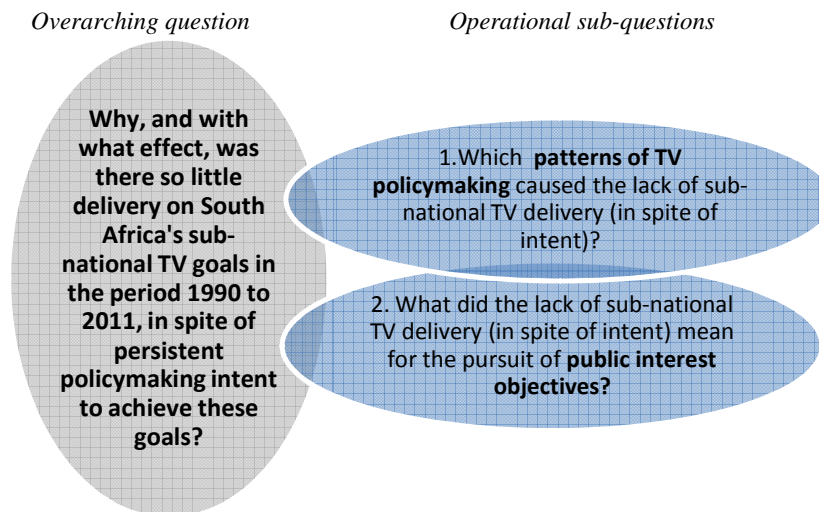 Overarching question
Operational sub-questions
Why, and with
what effect, was
there so little
delivery on South
Africa's sub-
national TV goals in
the period 1990 to
2011, in spite of
persistent
policymaking intent
to achieve these
goals?
1.Which patterns of TV
policymaking caused the lack of sub-
national TV delivery (in spite of
intent)?
2. What did the lack of sub-national
TV delivery (in spite of intent) mean
for the pursuit of public interest
objectives?